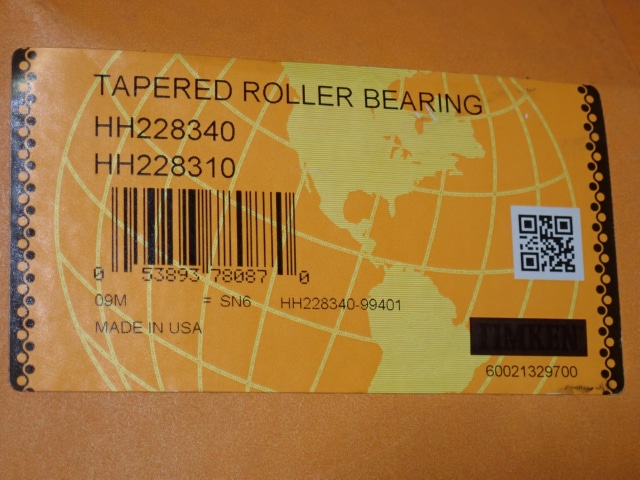 TAPERED ROLLER BEARING
HH228340
HH228310
0 53893 78087 0
09M = SN6 HH228340-99401
MADE IN USA
TIMKEN
60021329700